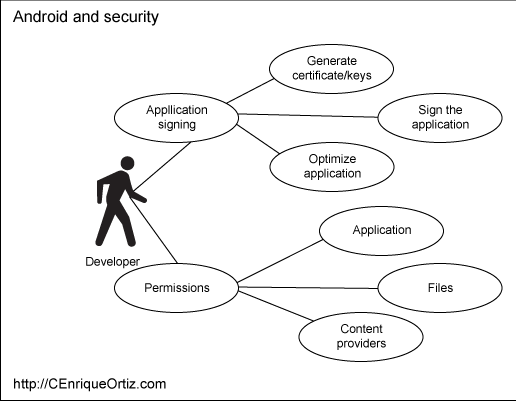 Android and security
Generate
certificate/keys
Appllication
signing
Sign the
application
Optimize
application
Developer
Application
Permissions
Files
Content
providers
http://CEnriqueOrtiz.com